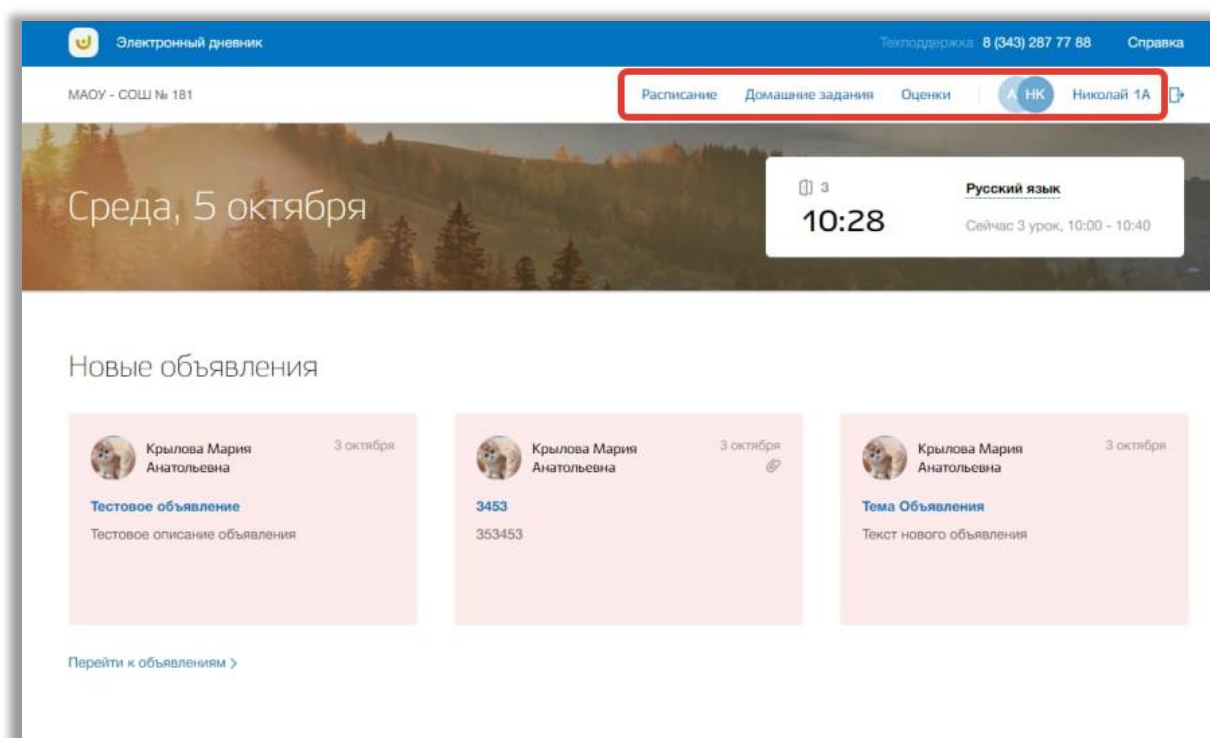 Электронный дневник
Техподдержка 8 (343) 287 77 88 Справка
МАОУ - СОШ № 181
Расписание Домашние задания Оценки А НК Николай 1А
Среда, 5 октября
3
10:28
Русский язык
Сейчас 3 урок, 10:00 - 10:40
Новые объявления
Крылова Мария
Анатольевна
3 октября
Тестовое объявление
Тестовое описание объявления
Крылова Мария
Анатольевна
3 октября
3453
353453
Крылова Мария
Анатольевна
3 октября
Тема Объявления
Текст нового объявления
Перейти к объявлениям >